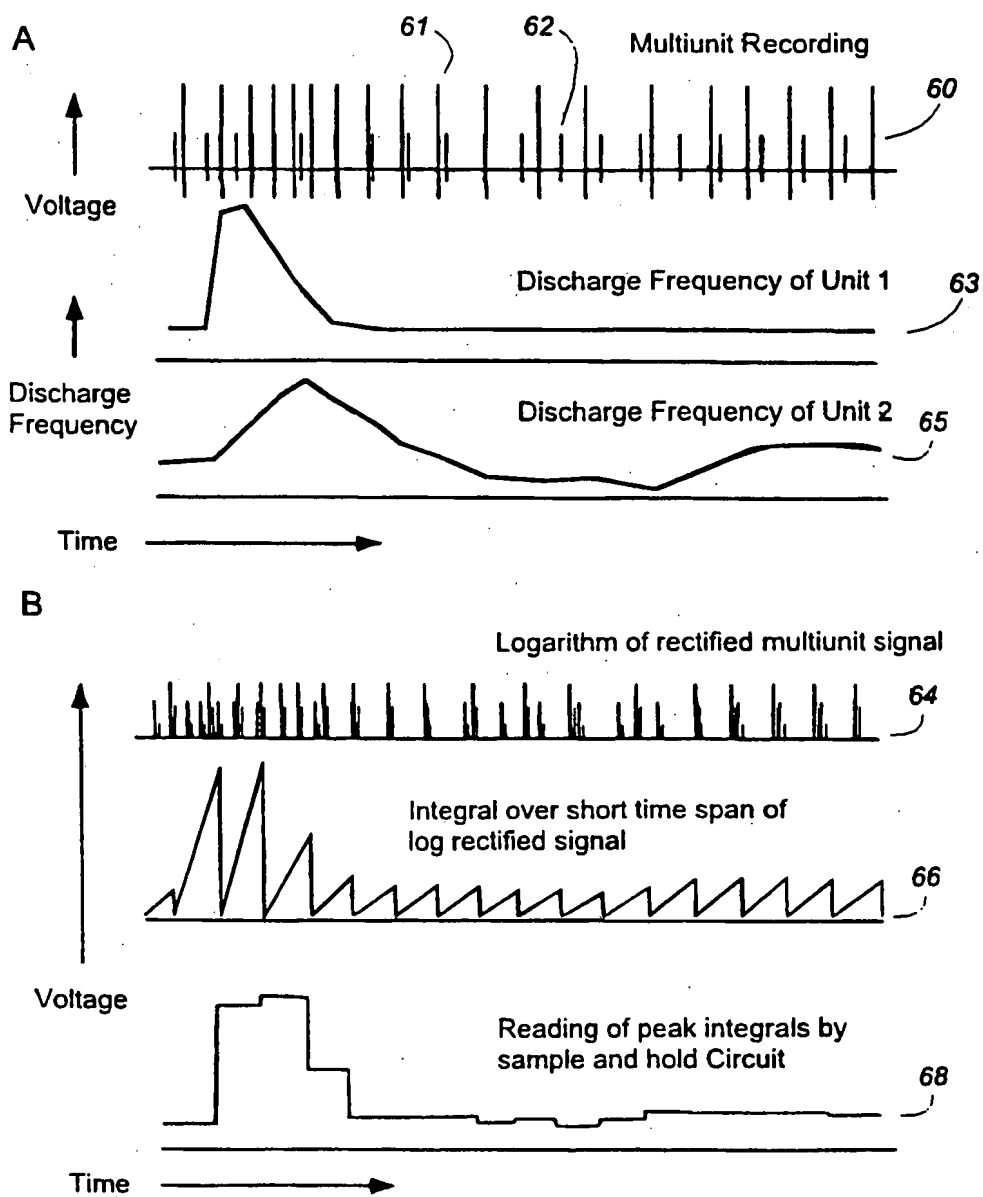 A
61
62
Multiunit Recording
60
Voltage
Discharge Frequency of Unit 1
63
Discharge
Frequency
Discharge Frequency of Unit 2
65
Time
B
Logarithm of rectified multiunit signal
64
Integral over short time span of
log rectified signal
66
Voltage
Reading of peak integrals by
sample and hold Circuit
68
Time